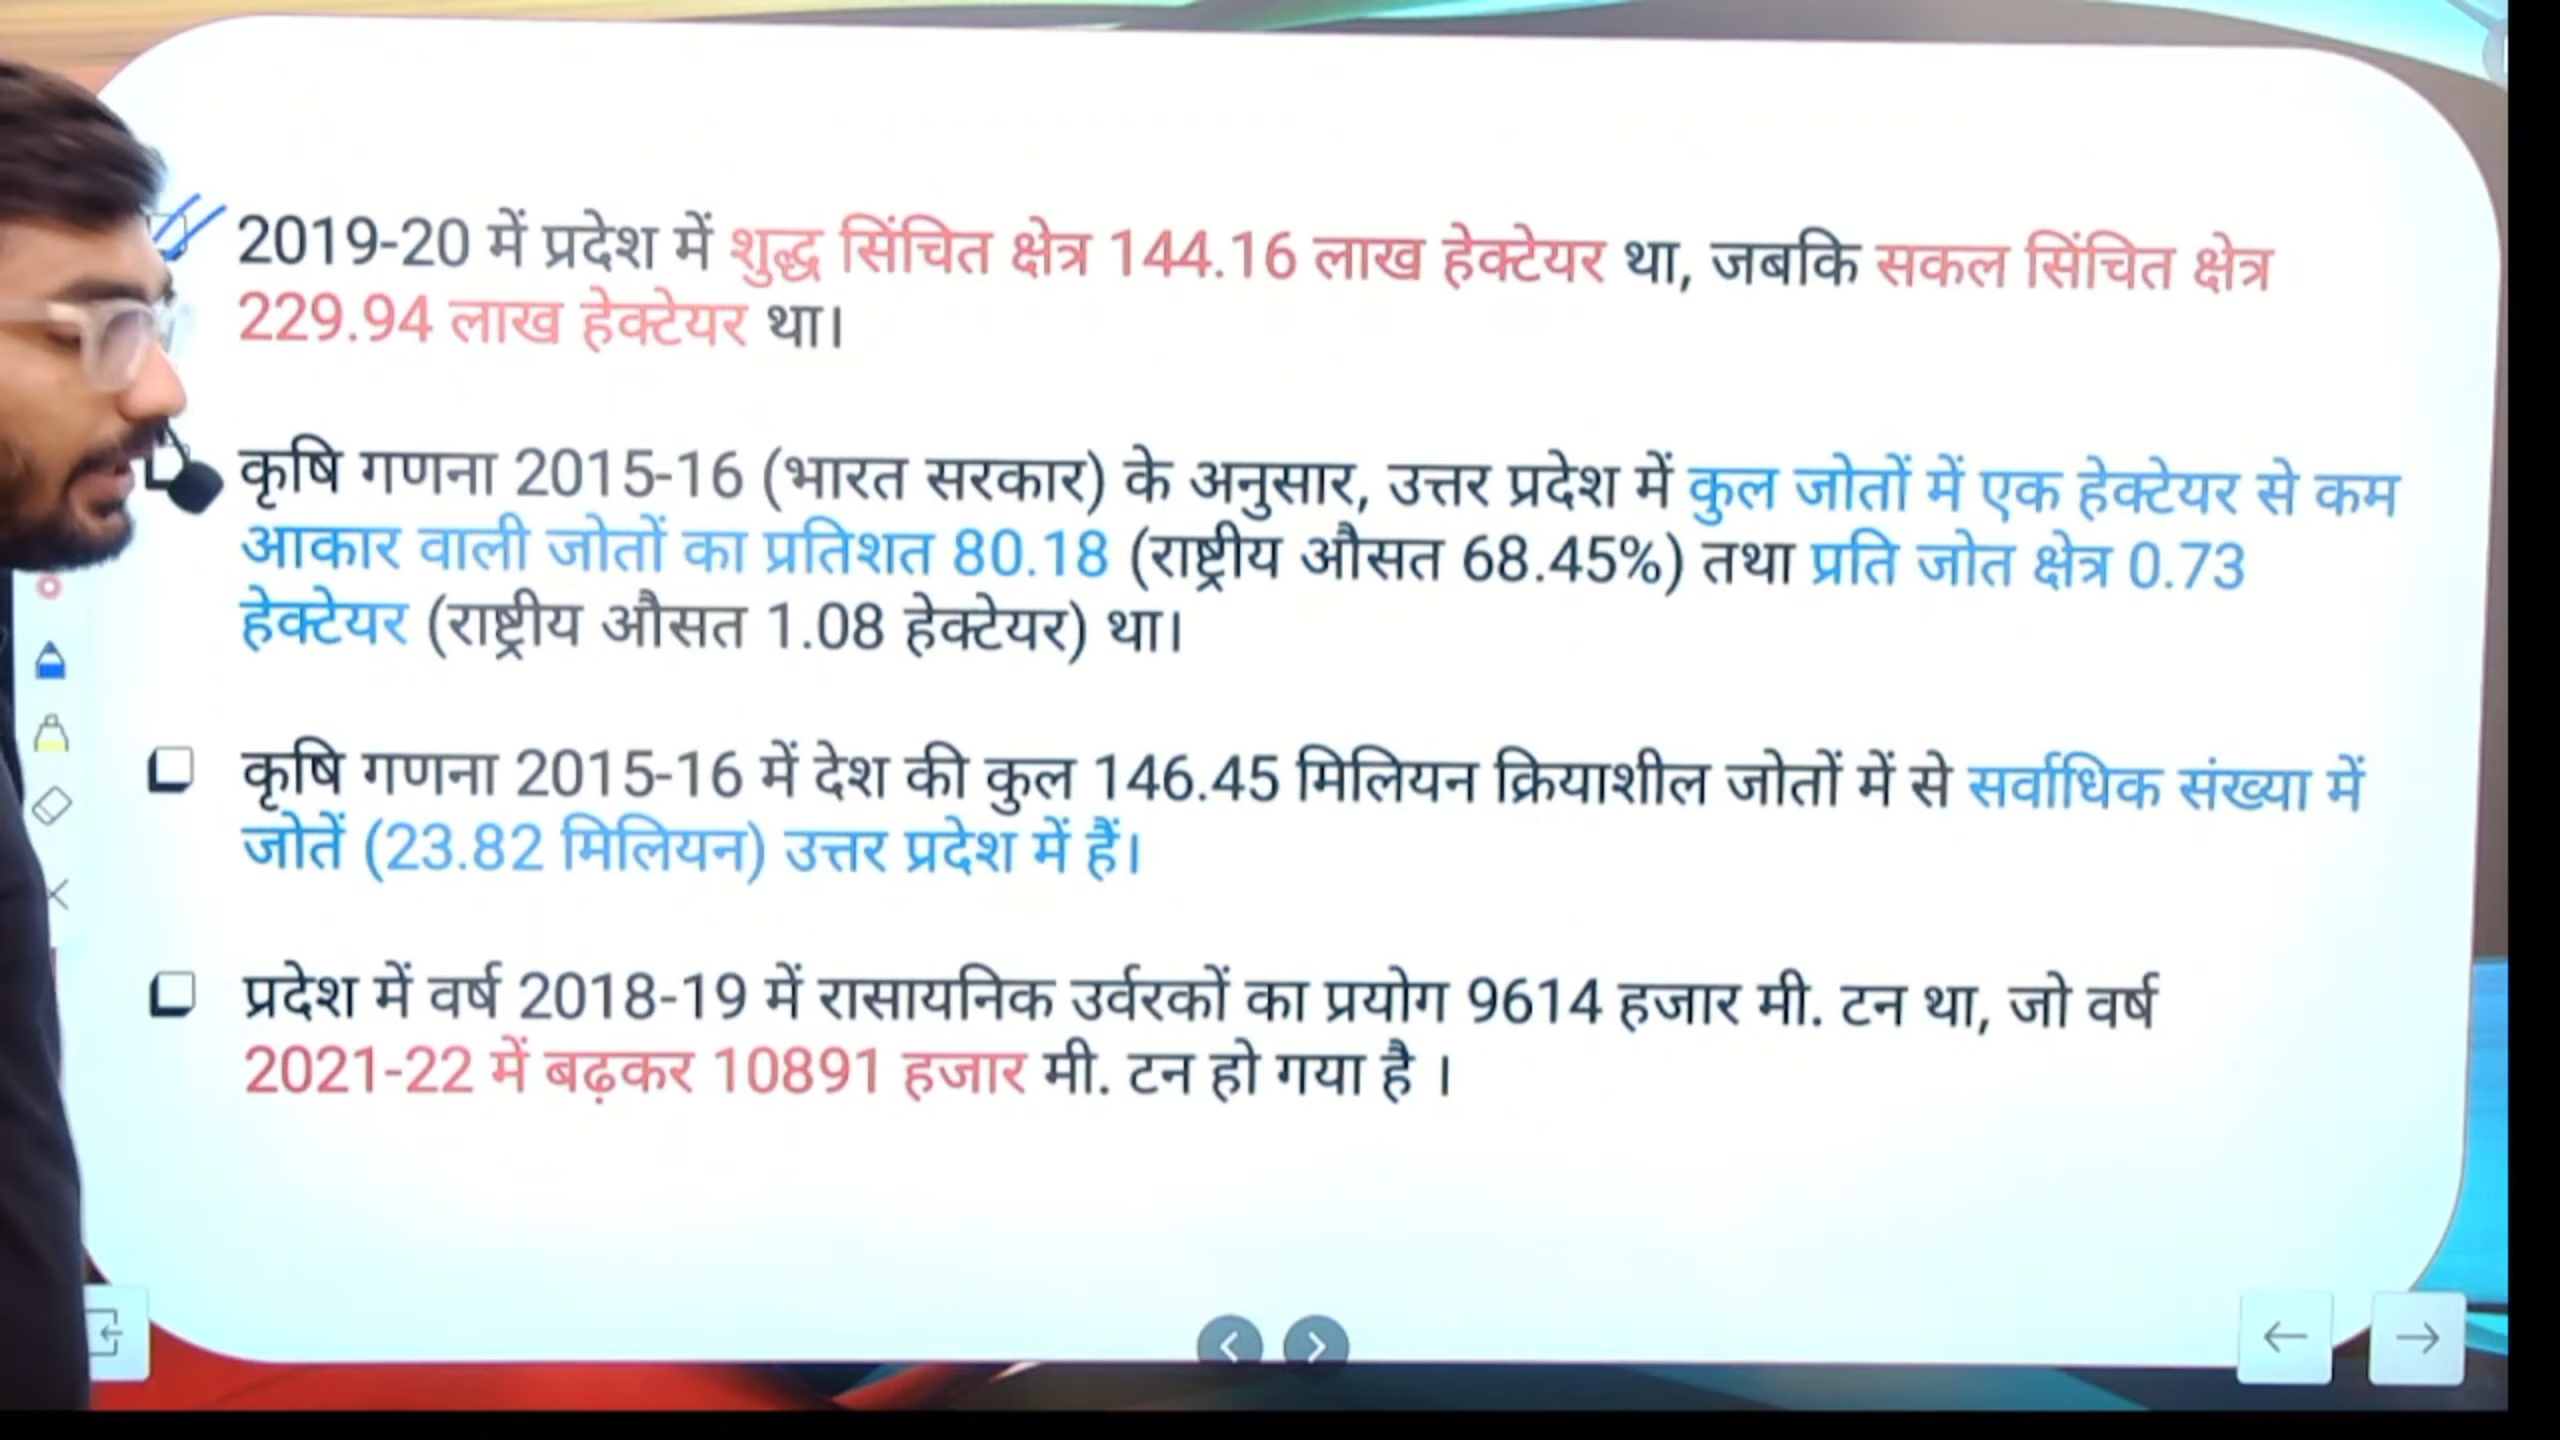 2019-20 में प्रदेश में शुद्ध सिंचित क्षेत्र 144.16 लाख हेक्टेयर था, जबकि सकल सिंचित क्षेत्र
229.94 लाख हेक्टेयर था।
कृषि गणना 2015-16 (भारत सरकार) के अनुसार, उत्तर प्रदेश में कुल जोतों में एक हेक्टेयर से कम
आकार वाली जोतों का प्रतिशत 80.18 (राष्ट्रीय औसत 68.45%) तथा प्रति जोत क्षेत्र 0.73
हेक्टेयर (राष्ट्रीय औसत 1.08 हेक्टेयर) था।
कृषि गणना 2015-16 में देश की कुल 146.45 मिलियन क्रियाशील जोतों में से सर्वाधिक संख्या में
जोतें (23.82 मिलियन) उत्तर प्रदेश में हैं।
प्रदेश में वर्ष 2018-19 में रासायनिक उर्वरकों का प्रयोग 9614 हजार मी. टन था, जो वर्ष
2021-22 में बढ़कर 10891 हजार मी. टन हो गया है ।